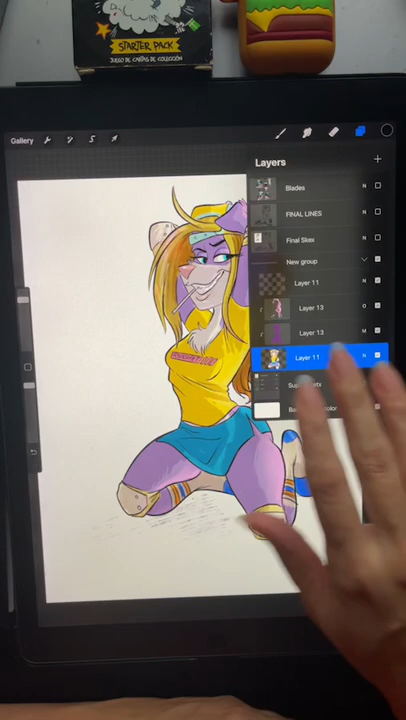 STARTER PACK
JUEGO DE CARTAS DE COLECCIÓN
Gallery
Layers
Blades N
FINAL LINES N
Final Skex N
New group
Layer 11 N
Layer 13 O
Layer 13 M
Layer 11 N